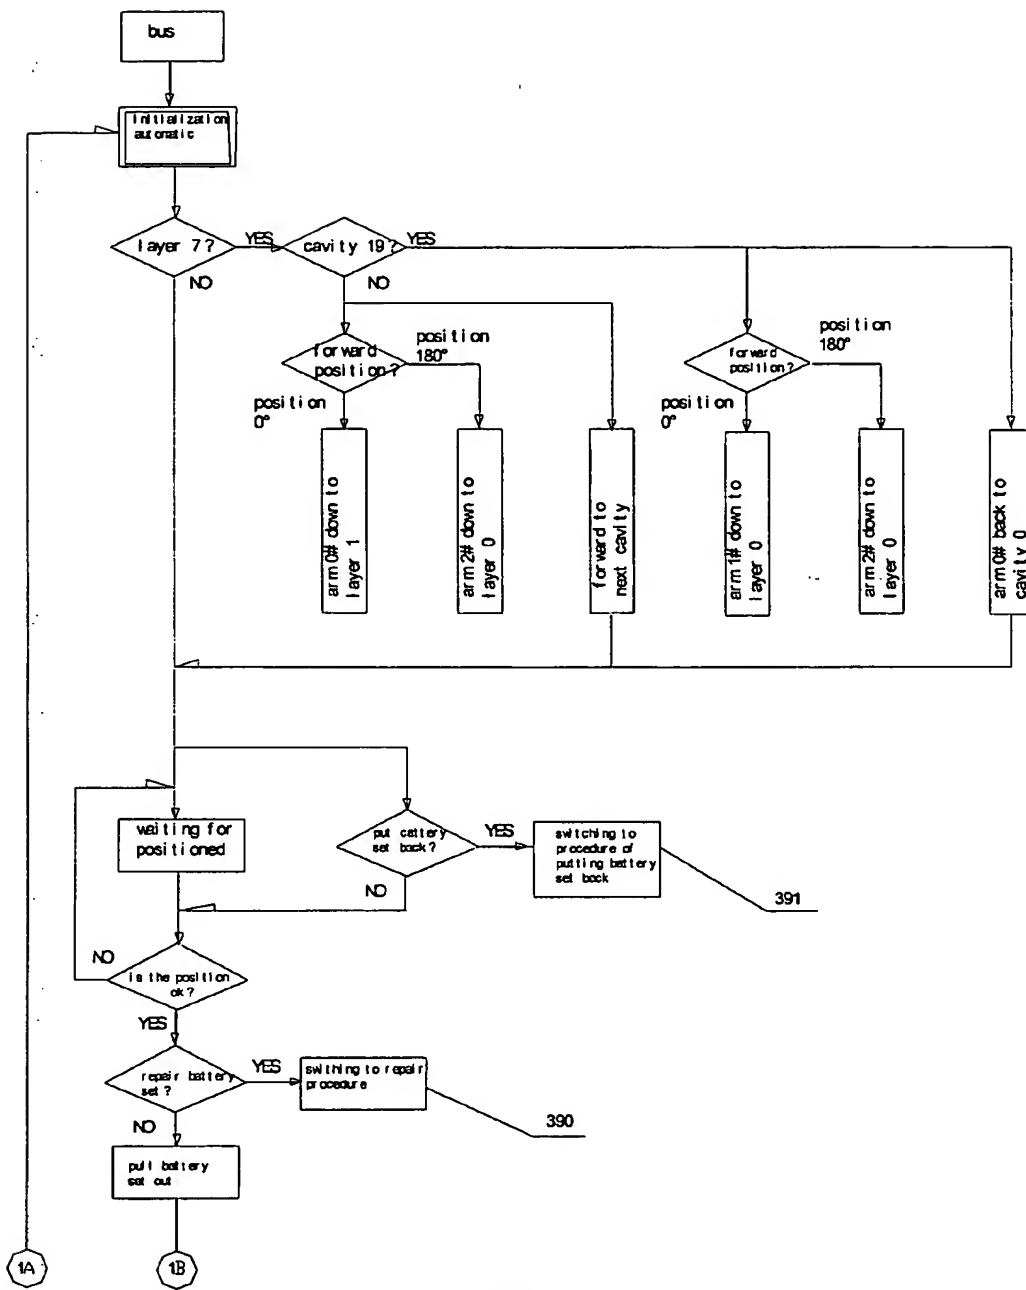 bus
initialization
automatic
layer 7?
YES
cavity 19?
YES
NO
NO
forward
position?
position
180°
position
0°
forward
position?
position
180°
position
0°
arm0# down to
layer 1
arm2# down to
layer 0
forward to
next cavity
arm1# down to
layer 0
arm2# down to
layer 0
arm0# back to
cavity 0
waiting for
positioned
put cattery
set back?
YES
switching to
procedure of
putting battery
set back
391
NO
NO
is the position
ok?
YES
repair battery
set?
YES
swithing to repair
procedure
390
NO
pull battery
set out
1A
1B